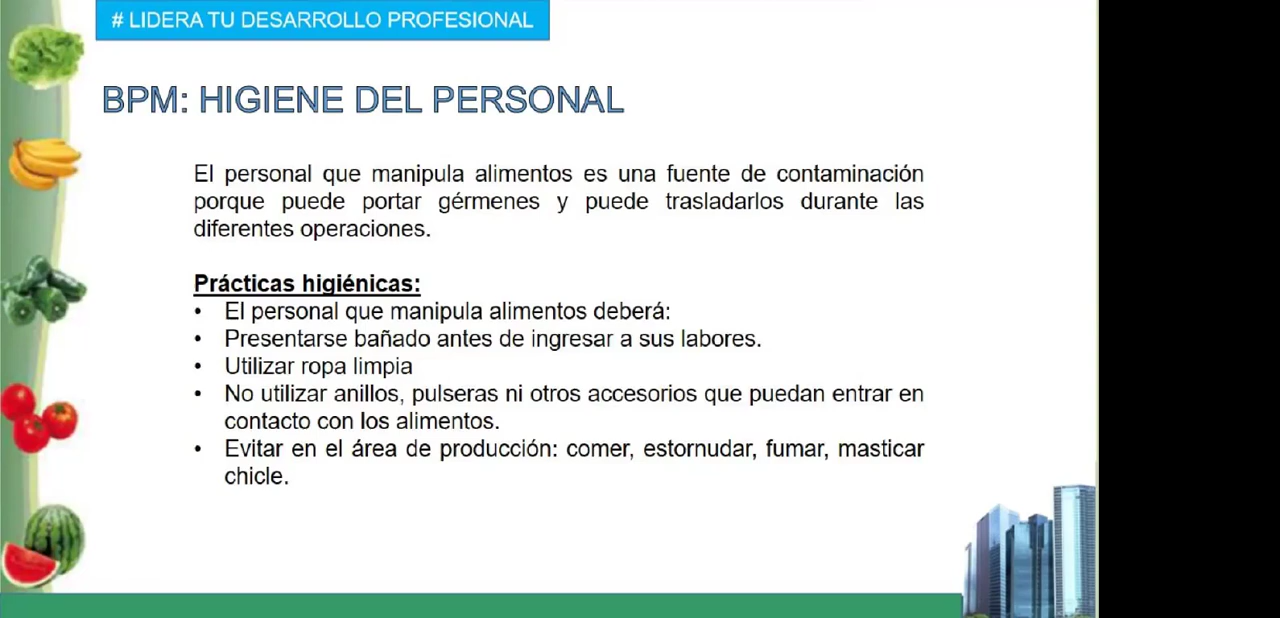 # LIDERA TU DESARROLLO PROFESIONAL
BPM: HIGIENE DEL PERSONAL
El personal que manipula alimentos es una fuente de contaminación
porque puede portar gérmenes y puede trasladarlos durante las
diferentes operaciones.
Prácticas higiénicas:
• El personal que manipula alimentos deberá:
• Presentarse bañado antes de ingresar a sus labores.
• Utilizar ropa limpia
• No utilizar anillos, pulseras ni otros accesorios que puedan entrar en
contacto con los alimentos.
• Evitar en el área de producción: comer, estornudar, fumar, masticar
chicle.